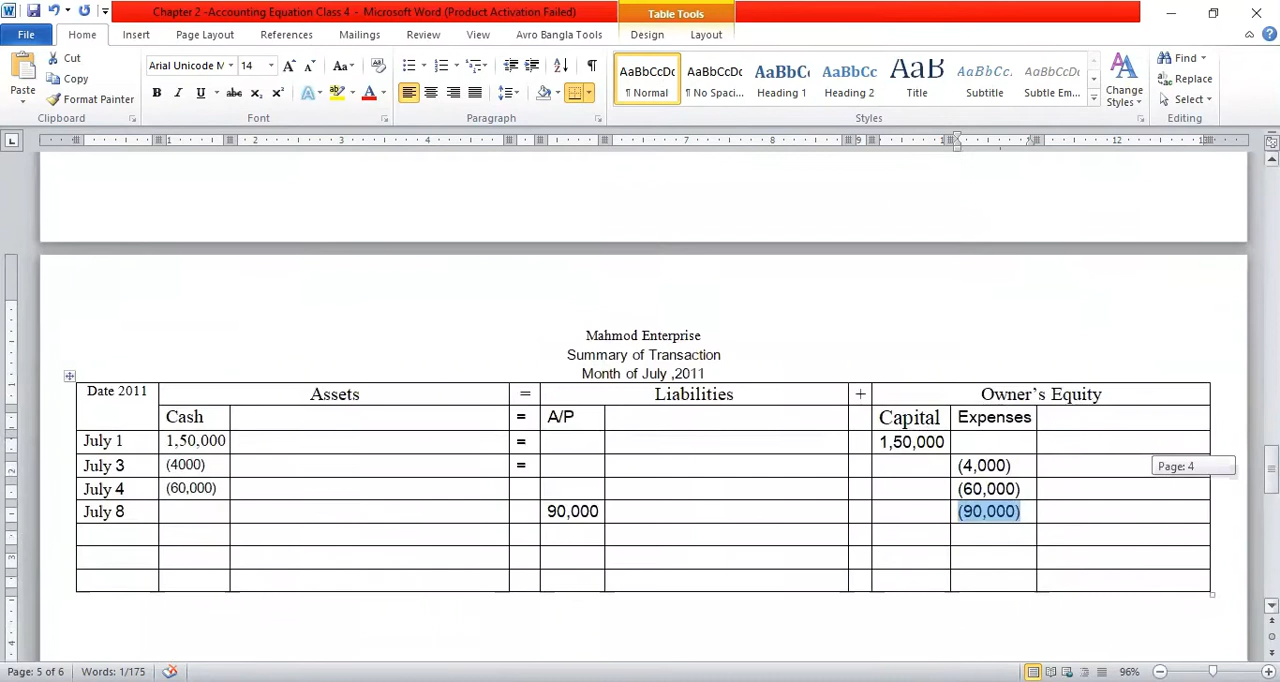 Chapter 2 -Accounting Equation Class 4 - Microsoft Word (Product Activation Failed)
Table Tools
File Home Insert Page Layout References Mailings Review View Avro Bangla Tools Design Layout
Paste
Cut
Copy
Format Painter
Clipboard
Arial Unicode M 14
Font
Paragraph
AaBbCcDc AaBbCcDc AaBbC AaBbCc AaB AaBbCc. AaBbCcDc
¶ Normal ¶ No Spaci... Heading 1 Heading 2 Title Subtitle Subtle Em...
Styles
Change Styles
Find
Replace
Select
Editing
Mahmod Enterprise
Summary of Transaction
Month of July ,2011
Date 2011 Assets = Liabilities + Owner's Equity
Cash = A/P Capital Expenses
July 1 1,50,000 = 1,50,000
July 3 (4000) = (4,000)
July 4 (60,000) (60,000)
July 8 90,000 (90,000)
Page: 4
Page: 5 of 6 Words: 1/175 96%